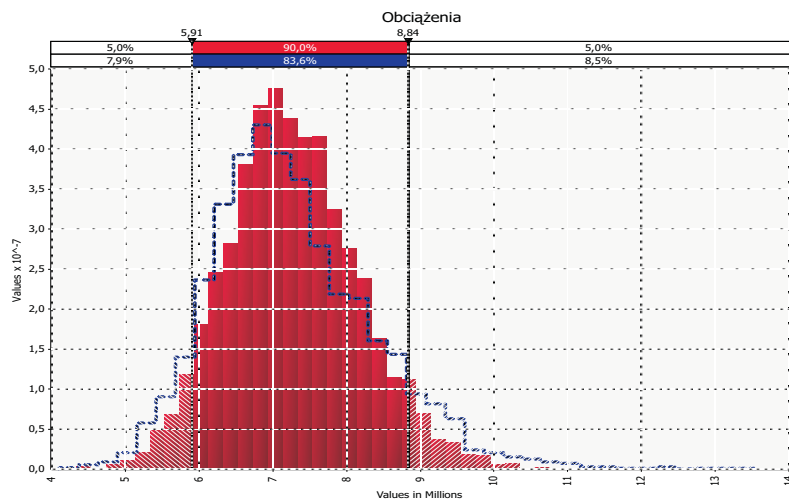 Obciążenia
5,91 8,84
5,0% 90,0% 5,0%
7,9% 83,6% 8,5%
5,0
4,5
4,0
3,5
3,0
2,5
2,0
1,5
1,0
0,5
0,0
Values x 10^-7
4 5 6 7 8 9 10 11 12 13 14
Values in Millions